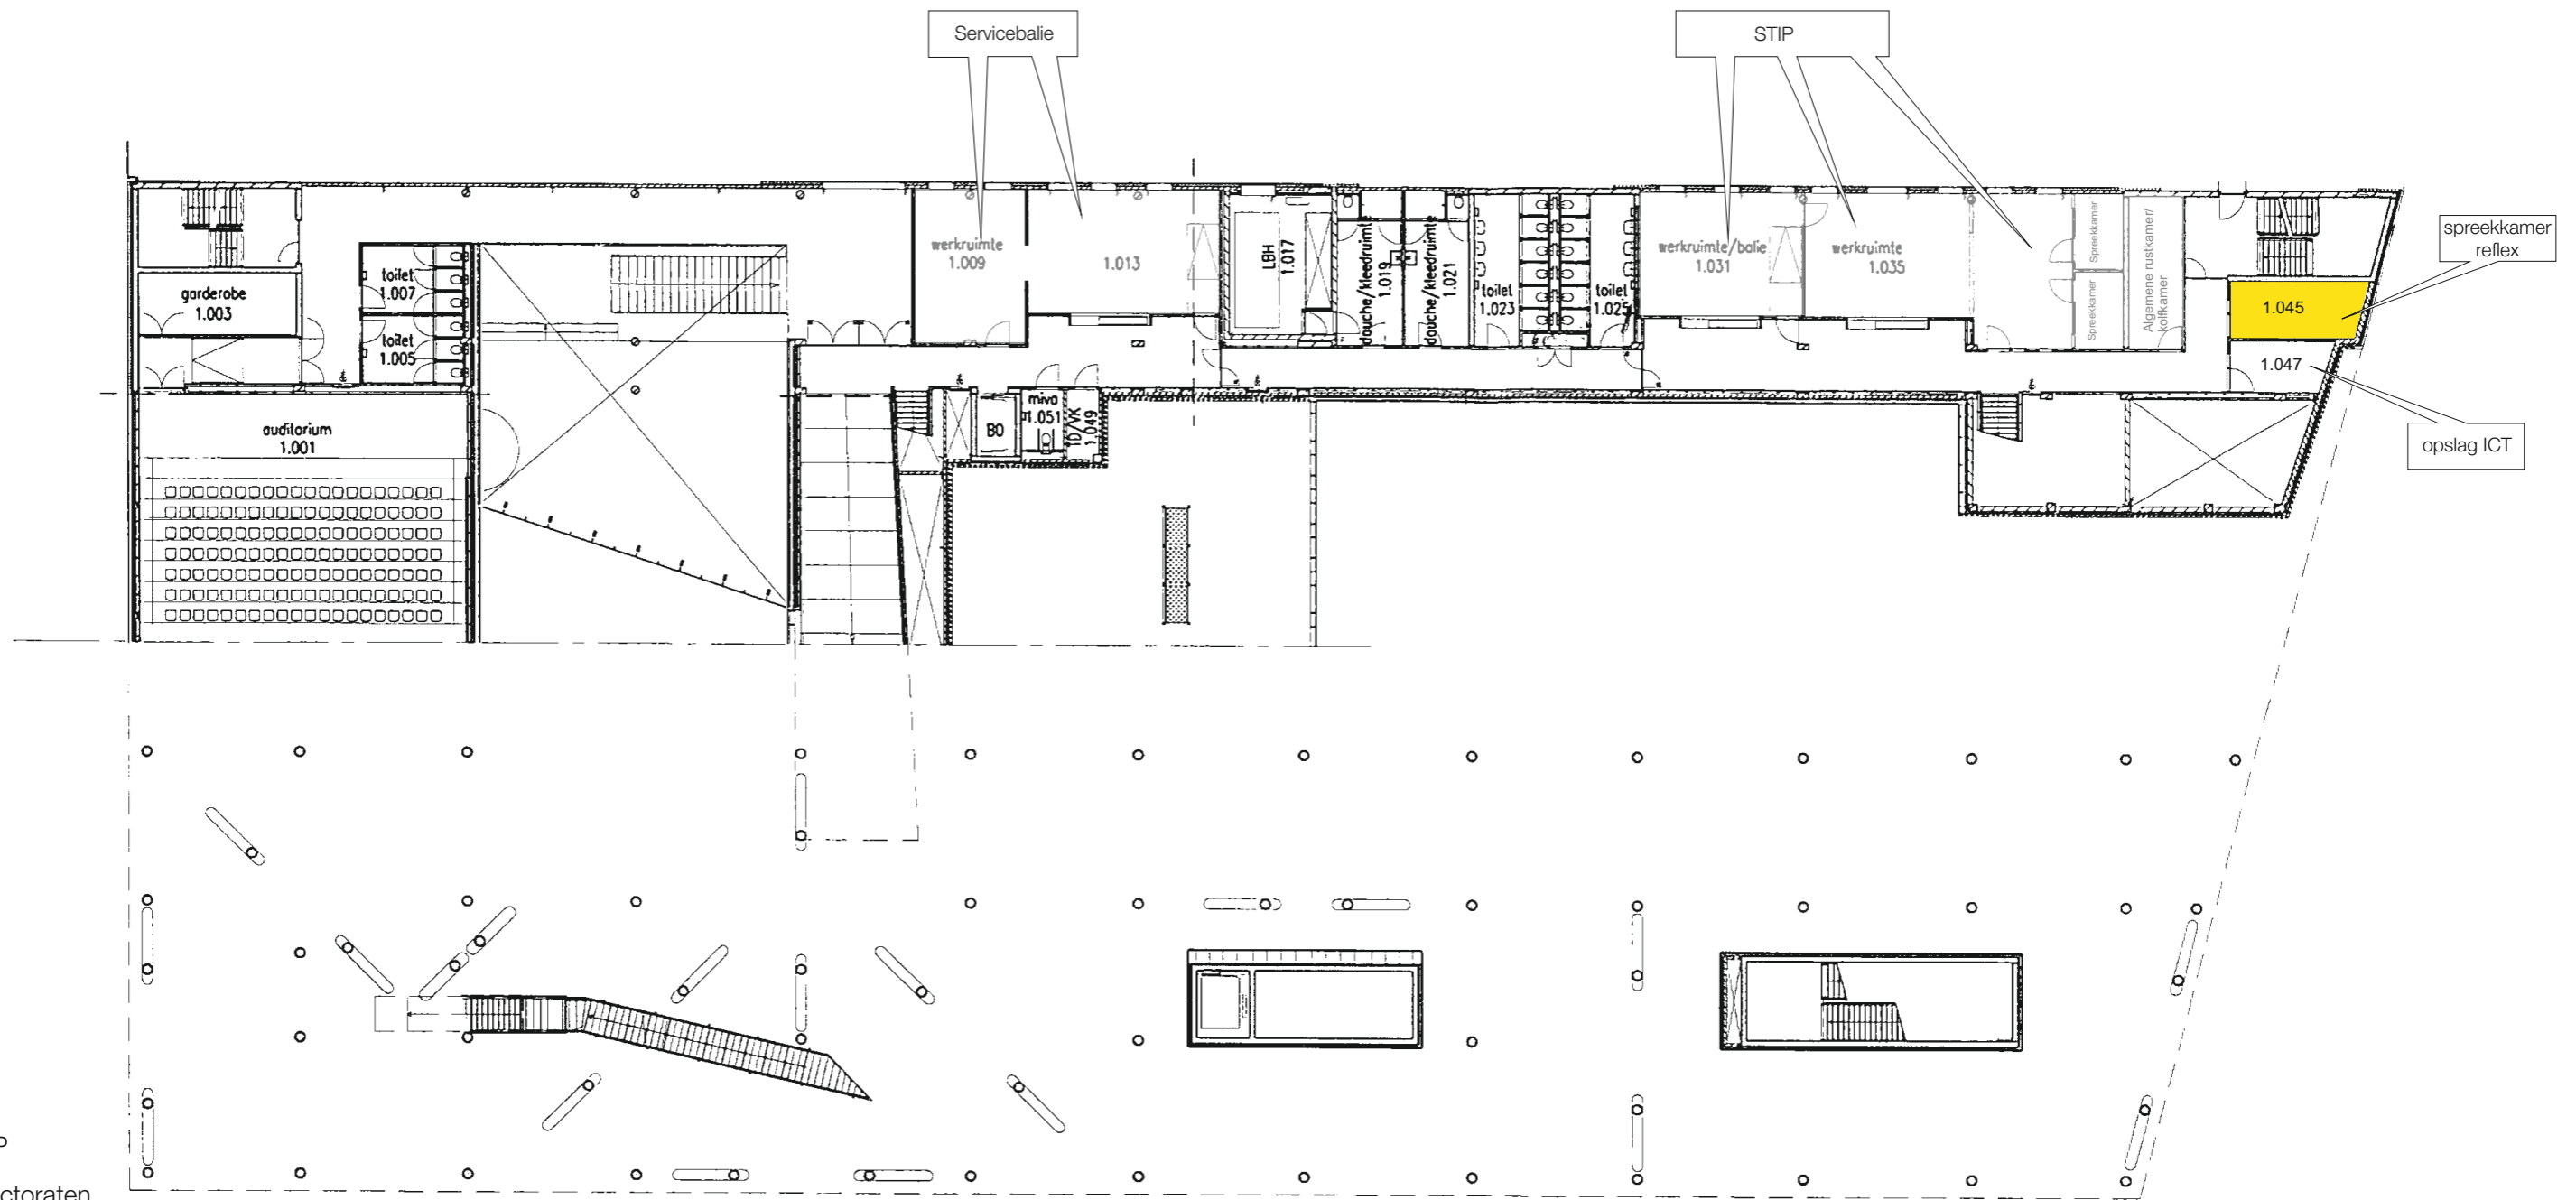 Servicebalie
STIP
spreekkamer
reflex
werkruimte
1.009
1.013
LBH
1.017
douche/kleedruimte
1.019
douche/kleedruimte
1.021
toilet
1.023
toilet
1.025
werkruimte/balie
1.031
werkruimte
1.035
Spreekkamer
Spreekkamer
Algemene rustkamer/
kolfkamer
1.045
1.047
opslag ICT
garderobe
1.003
toilet
1.007
toilet
1.005
auditorium
1.001
BO
miva
1.051
ID/VK
1.049
P
ctoraten